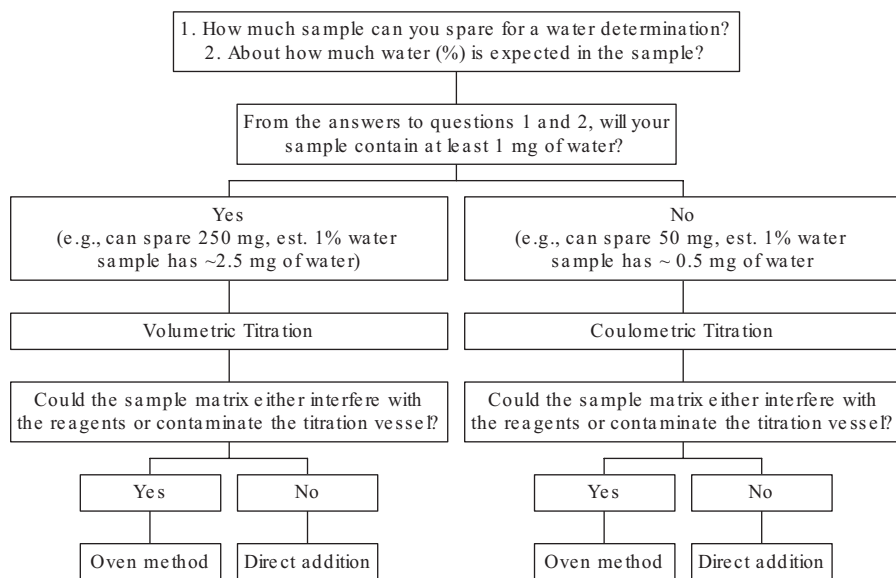 1. How much sample can you spare for a water determination?
2. About how much water (%) is expected in the sample?
From the answers to questions 1 and 2, will your
sample contain at least 1 mg of water?
Yes
(e.g., can spare 250 mg, est. 1% water
sample has ~2.5 mg of water)
No
(e.g., can spare 50 mg, est. 1% water
sample has ~ 0.5 mg of water
Volumetric Titration
Coulometric Titration
Could the sample matrix either interfere with
the reagents or contaminate the titration vessel?
Could the sample matrix either interfere with
the reagents or contaminate the titration vessel?
Yes
No
Yes
No
Oven method
Direct addition
Oven method
Direct addition